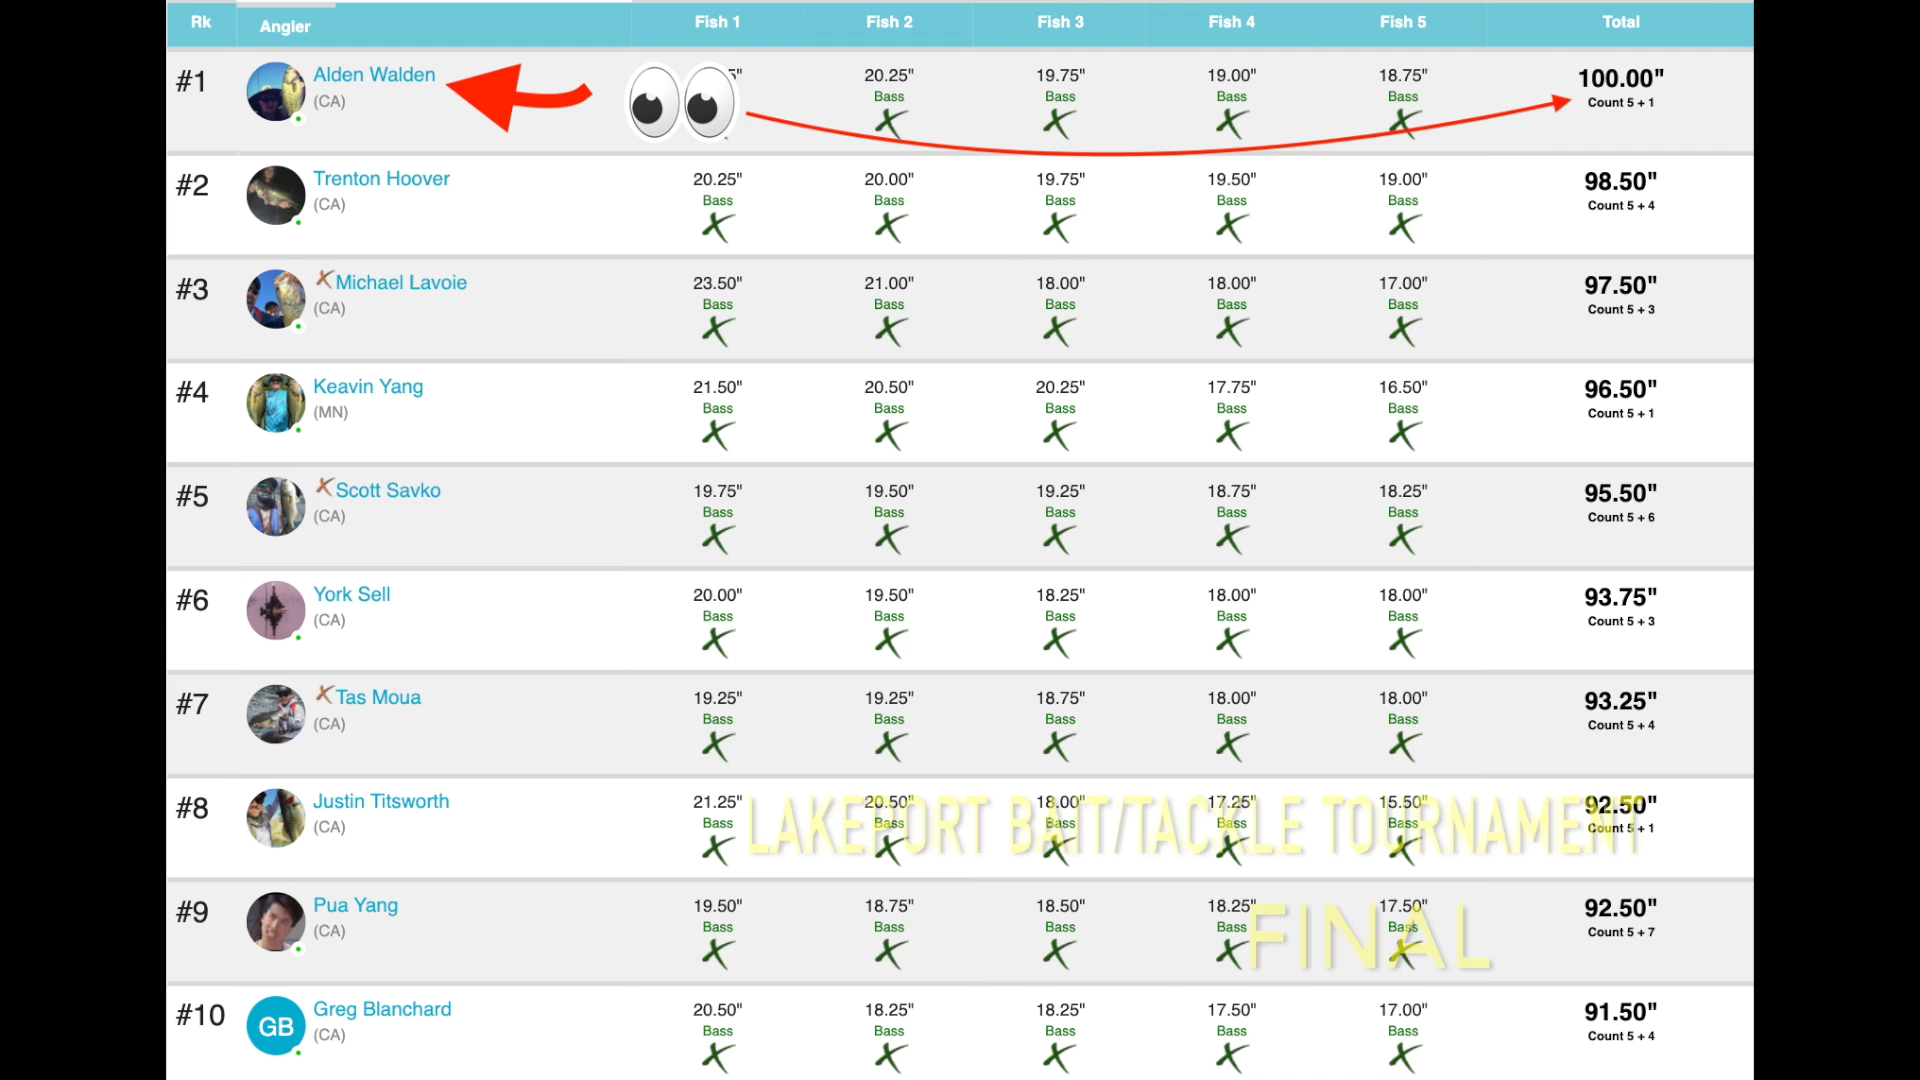 Rk Angler Fish 1 Fish 2 Fish 3 Fish 4 Fish 5 Total
#1 Alden Walden 5" 20.25" 19.75" 19.00" 18.75" 100.00"
(CA) Bass Bass Bass Bass Count 5 + 1
#2 Trenton Hoover 20.25" 20.00" 19.75" 19.50" 19.00" 98.50"
(CA) Bass Bass Bass Bass Bass Count 5 + 4
#3 Michael Lavoie 23.50" 21.00" 18.00" 18.00" 17.00" 97.50"
(CA) Bass Bass Bass Bass Bass Count 5 + 3
#4 Keavin Yang 21.50" 20.50" 20.25" 17.75" 16.50" 96.50"
(MN) Bass Bass Bass Bass Bass Count 5 + 1
#5 Scott Savko 19.75" 19.50" 19.25" 18.75" 18.25" 95.50"
(CA) Bass Bass Bass Bass Bass Count 5 + 6
#6 York Sell 20.00" 19.50" 18.25" 18.00" 18.00" 93.75"
(CA) Bass Bass Bass Bass Bass Count 5 + 3
#7 Tas Moua 19.25" 19.25" 18.75" 18.00" 18.00" 93.25"
(CA) Bass Bass Bass Bass Bass Count 5 + 4
#8 Justin Titsworth 21.25" 20.50" 18.00" 17.25" 15.50" 92.50"
(CA) Bass Bass Bass Bass Bass Count 5 + 1
LAKEPORT BAIT/TACKLE TOURNAMENT
#9 Pua Yang 19.50" 18.75" 18.50" 18.25" 17.50" 92.50"
(CA) Bass Bass Bass Bass Bass Count 5 + 7
FINAL
#10 GB Greg Blanchard 20.50" 18.25" 18.25" 17.50" 17.00" 91.50"
(CA) Bass Bass Bass Bass Bass Count 5 + 4